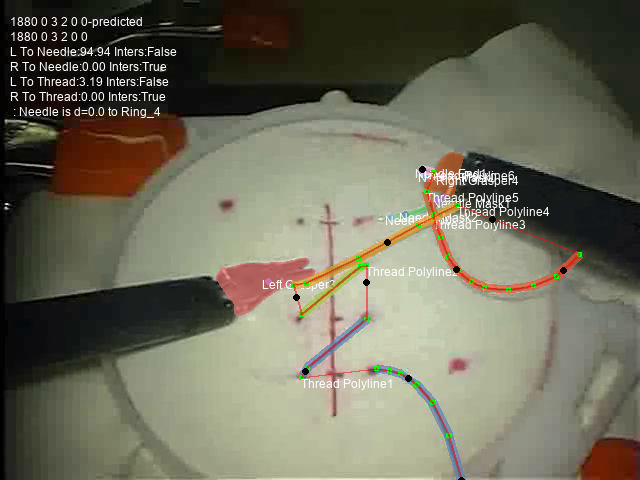 1880 0 3 2 0 0-predicted
1880 0 3 2 0 0
L To Needle:94.94 Inters:False
R To Needle:0.00 Inters:True
L To Thread:3.19 Inters:False
R To Thread:0.00 Inters:True
: Needle is d=0.0 to Ring_4
Right Grasper4
Thread Polyline5
Needle Mask1
Thread Polyline4
Thread Polyline3
Thread Polyline2
Left Grasper2
Thread Polyline1